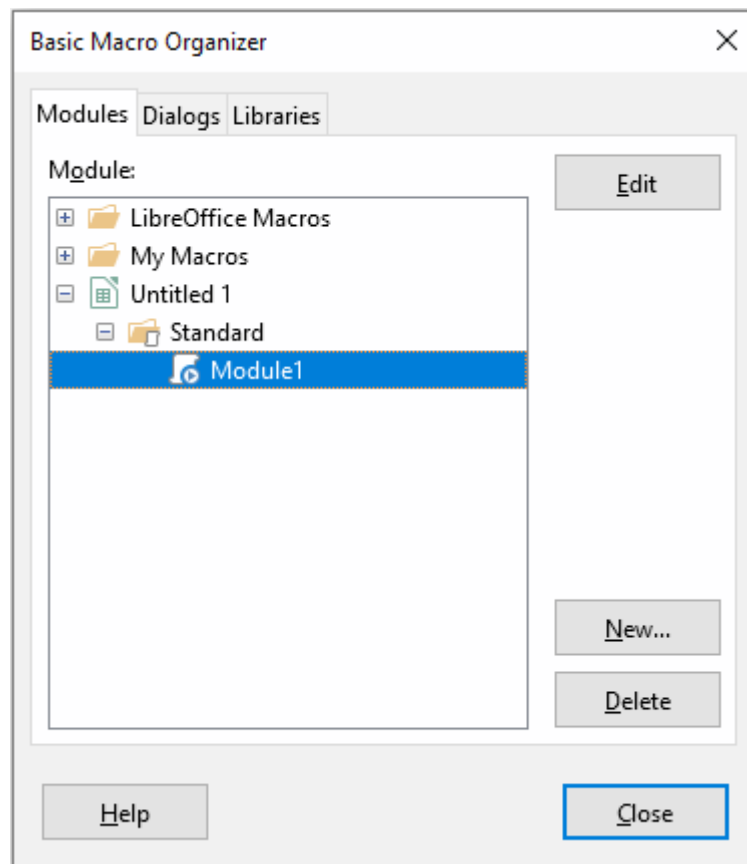 Basic Macro Organizer
Modules Dialogs Libraries
Module:
Edit
LibreOffice Macros
My Macros
Untitled 1
Standard
Module1
New...
Delete
Help
Close